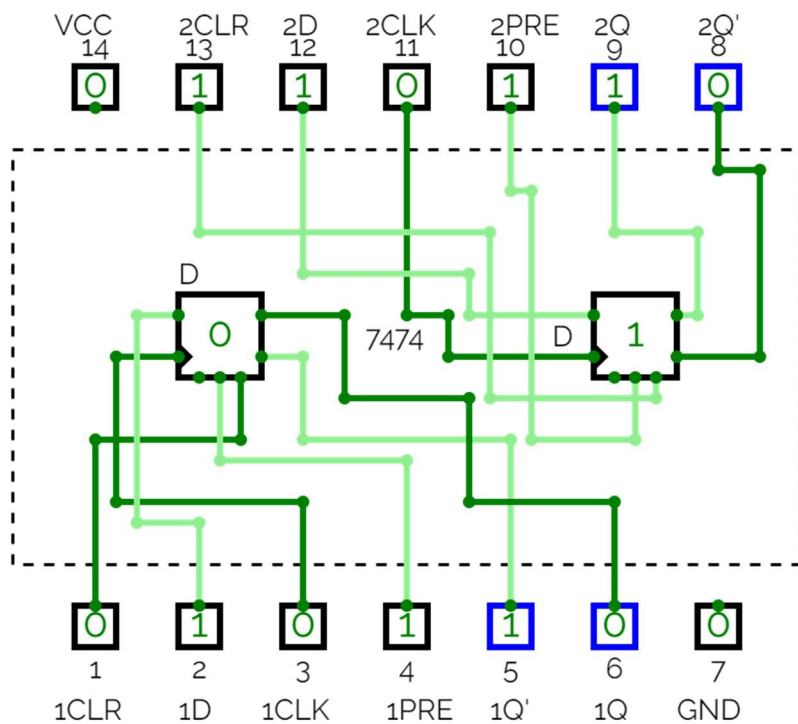 VCC 2CLR 2D 2CLK 2PRE 2Q 2Q'
14 13 12 11 10 9 8
0 1 1 0 1 1 0
D
0 7474 D 1
0 1 0 1 1 0 0
1 2 3 4 5 6 7
1CLR 1D 1CLK 1PRE 1Q' 1Q GND